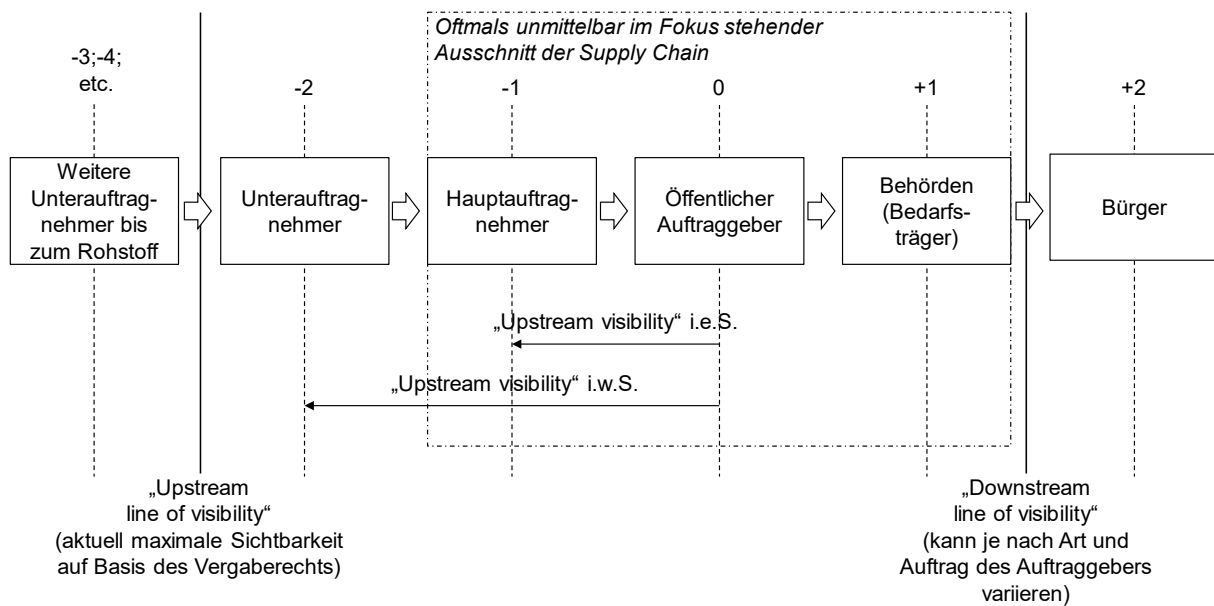 Oftmals unmittelbar im Fokus stehender
Ausschnitt der Supply Chain
-3;-4;
etc.
-2
-1
0
+1
+2
Weitere
Unterauftrag-
nehmer bis
zum Rohstoff
Unterauftrag-
nehmer
Hauptauftrag-
nehmer
Öffentlicher
Auftraggeber
Behörden
(Bedarfs-
träger)
Bürger
„Upstream visibility“ i.e.S.
„Upstream visibility“ i.w.S.
„Upstream
line of visibility“
(aktuell maximale Sichtbarkeit
auf Basis des Vergaberechts)
„Downstream
line of visibility“
(kann je nach Art und
Auftrag des Auftraggebers
variieren)